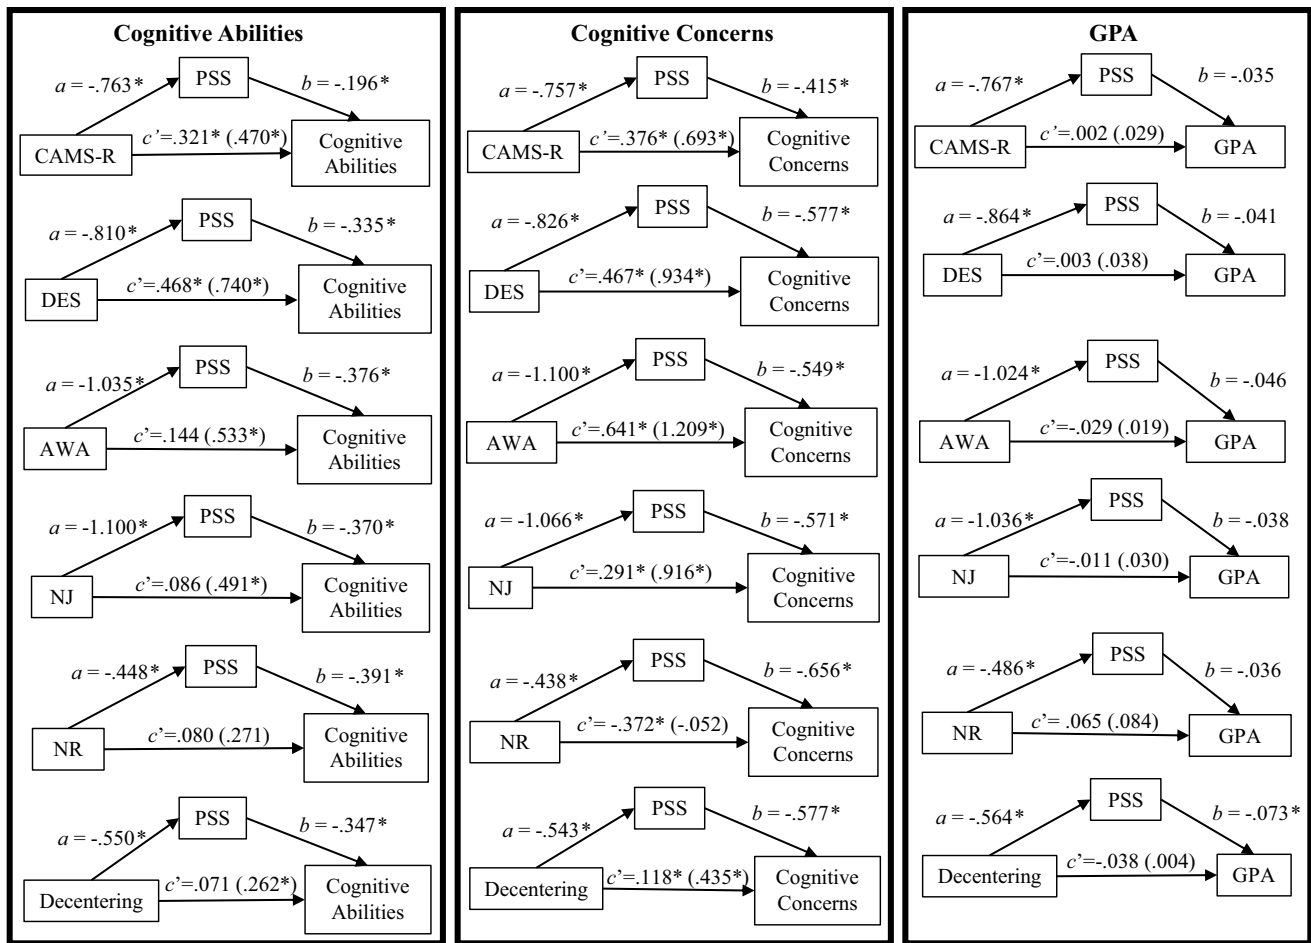 Cognitive Abilities
PSS
a = -.763*
b = -.196*
c'=.321* (.470*)
CAMS-R
Cognitive
Abilities
PSS
a = -.810*
b = -.335*
c'=.468* (.740*)
DES
Cognitive
Abilities
PSS
a = -1.035*
b = -.376*
c'=.144 (.533*)
AWA
Cognitive
Abilities
PSS
a = -1.100*
b = -.370*
c'=.086 (.491*)
NJ
Cognitive
Abilities
PSS
a = -.448*
b = -.391*
c'=.080 (.271)
NR
Cognitive
Abilities
PSS
a = -.550*
b = -.347*
c'=.071 (.262*)
Decentering
Cognitive
Abilities
Cognitive Concerns
PSS
a = -.757*
b = -.415*
c'=.376* (.693*)
CAMS-R
Cognitive
Concerns
PSS
a = -.826*
b = -.577*
c'=.467* (.934*)
DES
Cognitive
Concerns
PSS
a = -1.100*
b = -.549*
c'=.641* (1.209*)
AWA
Cognitive
Concerns
PSS
a = -1.066*
b = -.571*
c'=.291* (.916*)
NJ
Cognitive
Concerns
PSS
a = -.438*
b = -.656*
c'= -.372* (-.052)
NR
Cognitive
Concerns
PSS
a = -.543*
b = -.577*
c'=.118* (.435*)
Decentering
Cognitive
Concerns
GPA
PSS
a = -.767*
b = -.035
c'=.002 (.029)
CAMS-R
GPA
PSS
a = -.864*
b = -.041
c'=.003 (.038)
DES
GPA
PSS
a = -1.024*
b = -.046
c'=-.029 (.019)
AWA
GPA
PSS
a = -1.036*
b = -.038
c'=-.011 (.030)
NJ
GPA
PSS
a = -.486*
b = -.036
c'= .065 (.084)
NR
GPA
PSS
a = -.564*
b = -.073*
c'=-.038 (.004)
Decentering
GPA